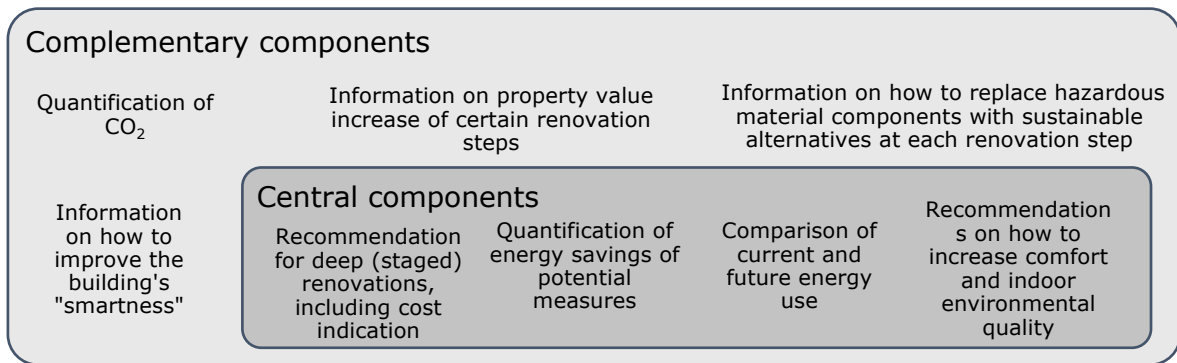 Complementary components
Quantification of
CO₂
Information on property value
increase of certain renovation
steps
Information on how to replace hazardous
material components with sustainable
alternatives at each renovation step
Information
on how to
improve the
building's
"smartness"
Central components
Recommendation
for deep (staged)
renovations,
including cost
indication
Quantification of
energy savings of
potential
measures
Comparison of
current and
future energy
use
Recommendation
s on how to
increase comfort
and indoor
environmental
quality